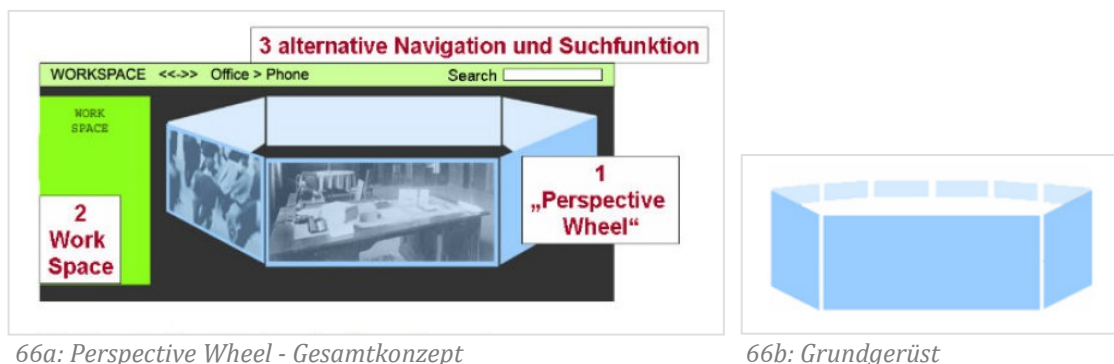 3 alternative Navigation und Suchfunktion
WORKSPACE <<->> Office > Phone Search
WORK
SPACE
1
„Perspective
Wheel“
2
Work
Space
66a: Perspective Wheel - Gesamtkonzept
66b: Grundgerüst